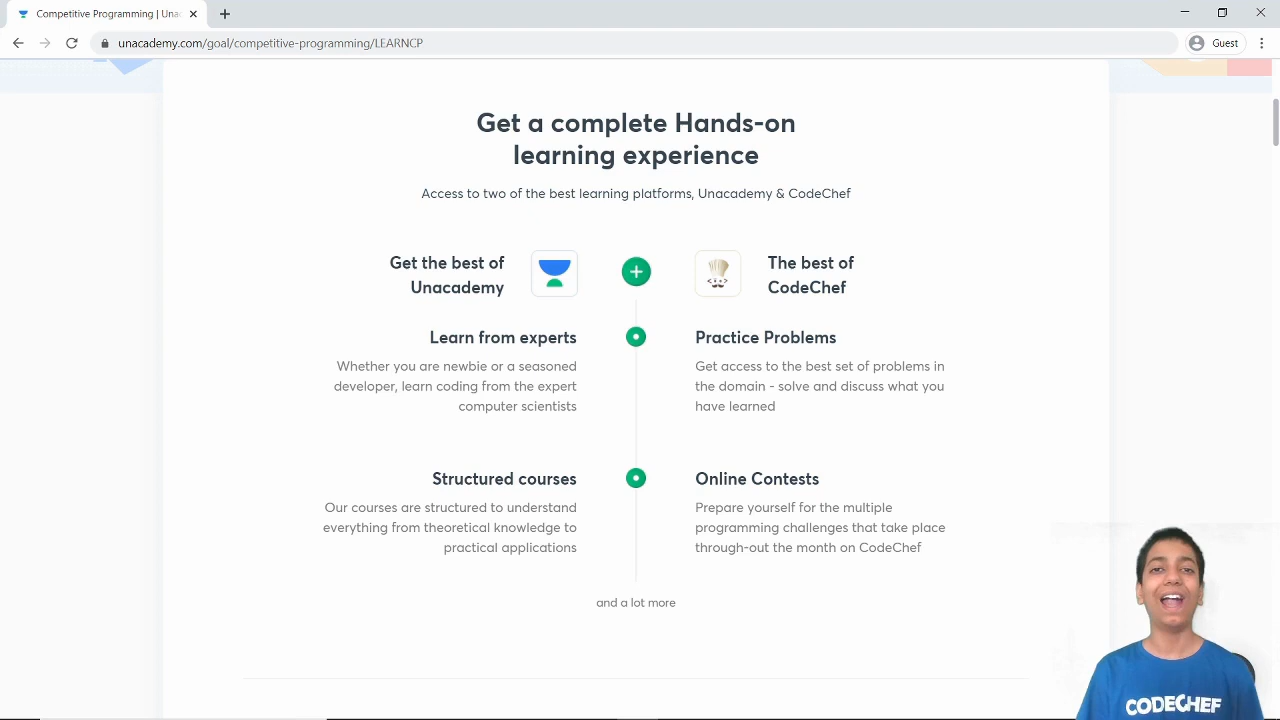 Competitive Programming | Una
unacademy.com/goal/competitive-programming/LEARNCP
Guest
Get a complete Hands-on
learning experience
Access to two of the best learning platforms, Unacademy & CodeChef
Get the best of
Unacademy
The best of
CodeChef
Learn from experts
Whether you are newbie or a seasoned
developer, learn coding from the expert
computer scientists
Practice Problems
Get access to the best set of problems in
the domain - solve and discuss what you
have learned
Structured courses
Our courses are structured to understand
everything from theoretical knowledge to
practical applications
Online Contests
Prepare yourself for the multiple
programming challenges that take place
through-out the month on CodeChef
and a lot more
CODECHEF